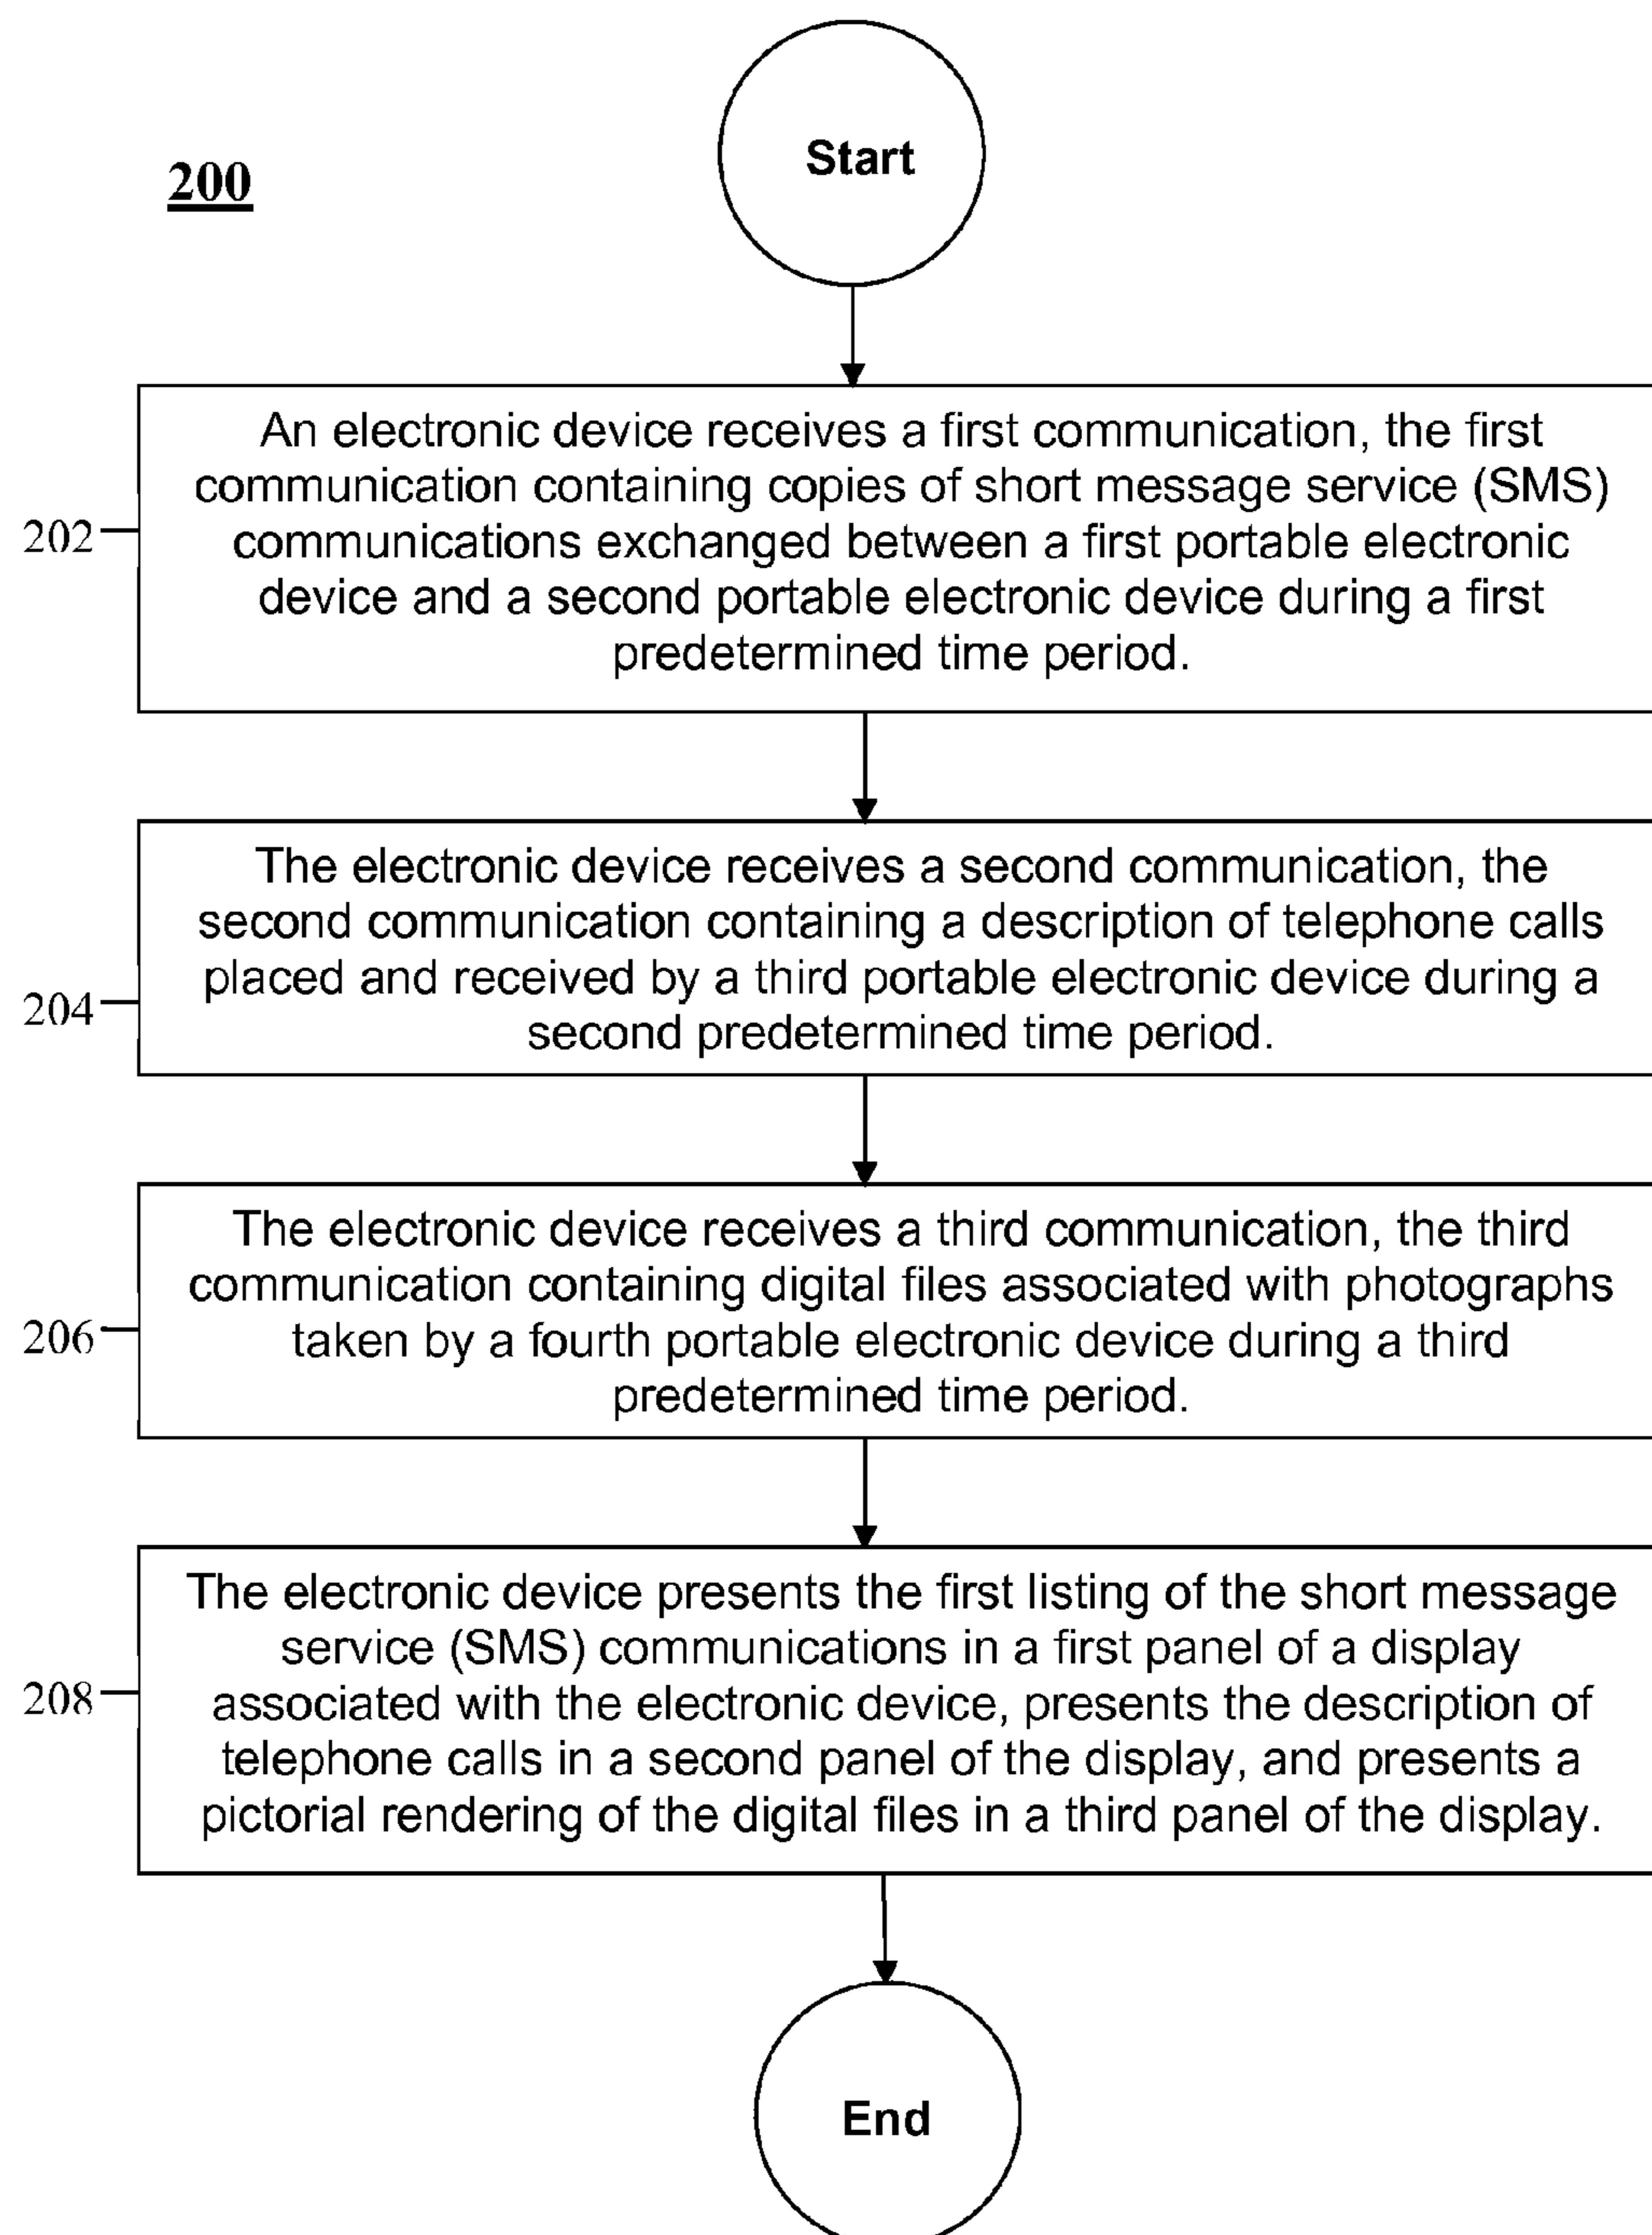 Start
200
An electronic device receives a first communication, the first
communication containing copies of short message service (SMS)
communications exchanged between a first portable electronic
device and a second portable electronic device during a first
predetermined time period.
202
The electronic device receives a second communication, the
second communication containing a description of telephone calls
placed and received by a third portable electronic device during a
second predetermined time period.
204
The electronic device receives a third communication, the third
communication containing digital files associated with photographs
taken by a fourth portable electronic device during a third
predetermined time period.
206
The electronic device presents the first listing of the short message
service (SMS) communications in a first panel of a display
associated with the electronic device, presents the description of
telephone calls in a second panel of the display, and presents a
pictorial rendering of the digital files in a third panel of the display.
208
End